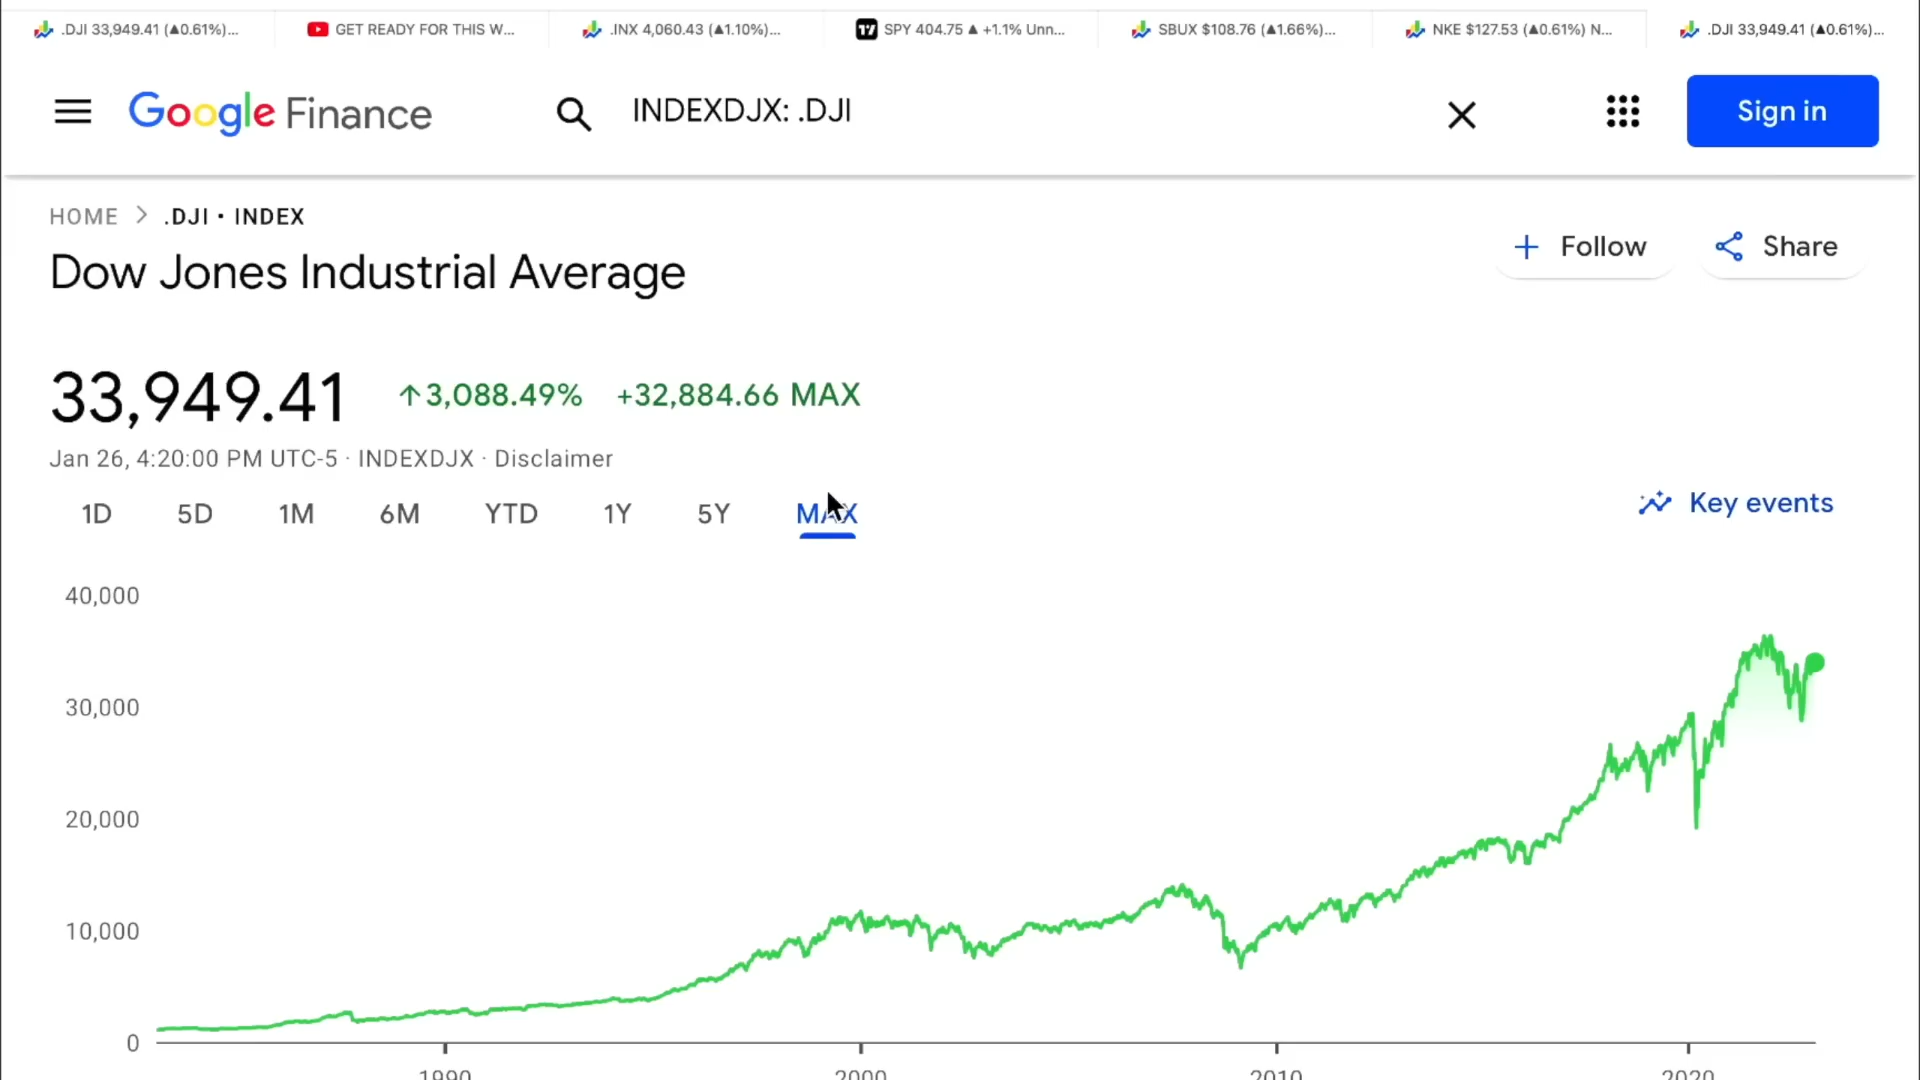 .DJI 33,949.41 (▲0.61%)...
GET READY FOR THIS W...
.INX 4,060.43 (▲1.10%)...
SPY 404.75 ▲ +1.1% Unn...
SBUX $108.76 (▲1.66%)...
NKE $127.53 (▲0.61%) N...
.DJI 33,949.41 (▲0.61%)...
Google Finance
INDEXDJX: .DJI
Sign in
HOME > .DJI • INDEX
Dow Jones Industrial Average
+ Follow
Share
33,949.41 ↑3,088.49% +32,884.66 MAX
Jan 26, 4:20:00 PM UTC-5 · INDEXDJX · Disclaimer
1D 5D 1M 6M YTD 1Y 5Y MAX
Key events
40,000
30,000
20,000
10,000
0
1990 2000 2010 2020